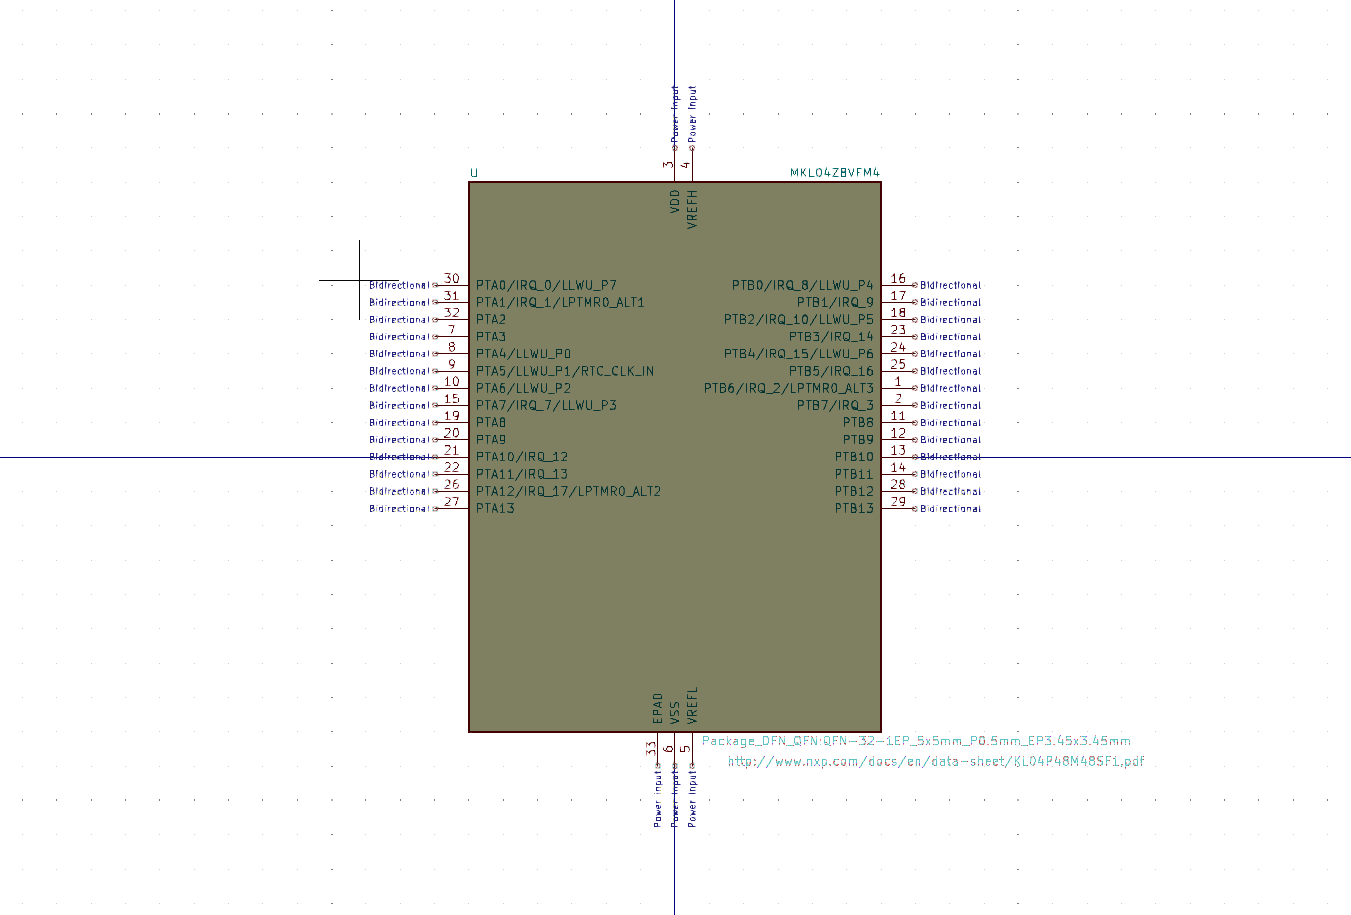 Power Input Power Input
3 4
U MKL04Z8VFM4
VDD VREFH
Bidirectional 30 PTA0/IRQ_0/LLWU_P7 PTB0/IRQ_8/LLWU_P4 16 Bidirectional
Bidirectional 31 PTA1/IRQ_1/LPTMR0_ALT1 PTB1/IRQ_9 17 Bidirectional
Bidirectional 32 PTA2 PTB2/IRQ_10/LLWU_P5 18 Bidirectional
Bidirectional 7 PTA3 PTB3/IRQ_14 23 Bidirectional
Bidirectional 8 PTA4/LLWU_P0 PTB4/IRQ_15/LLWU_P6 24 Bidirectional
Bidirectional 9 PTA5/LLWU_P1/RTC_CLK_IN PTB5/IRQ_16 25 Bidirectional
Bidirectional 10 PTA6/LLWU_P2 PTB6/IRQ_2/LPTMR0_ALT3 1 Bidirectional
Bidirectional 15 PTA7/IRQ_7/LLWU_P3 PTB7/IRQ_3 2 Bidirectional
Bidirectional 19 PTA8 PTB8 11 Bidirectional
Bidirectional 20 PTA9 PTB9 12 Bidirectional
Bidirectional 21 PTA10/IRQ_12 PTB10 13 Bidirectional
Bidirectional 22 PTA11/IRQ_13 PTB11 14 Bidirectional
Bidirectional 26 PTA12/IRQ_17/LPTMR0_ALT2 PTB12 28 Bidirectional
Bidirectional 27 PTA13 PTB13 29 Bidirectional
EPAD VSS VREFL
33 6 5
Package_DFN_QFN:QFN-32-1EP_5x5mm_P0.5mm_EP3.45x3.45mm
http://www.nxp.com/docs/en/data-sheet/KL04P48M48SF1.pdf
Power Input Power Input Power Input